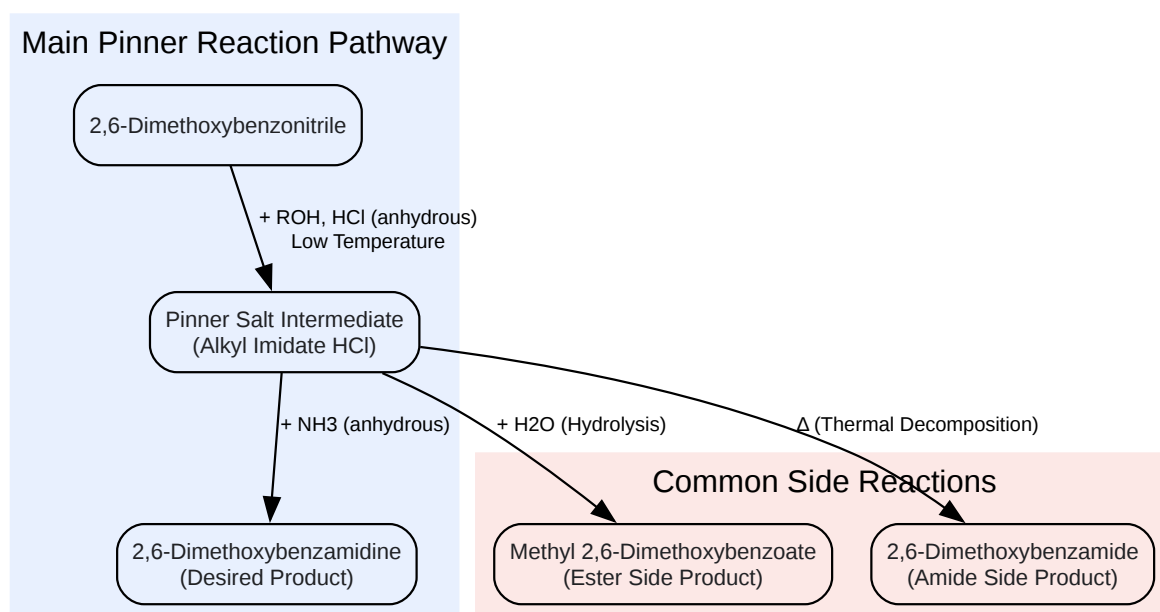 Main Pinner Reaction Pathway
2,6-Dimethoxybenzonitrile
+ ROH, HCl (anhydrous)
Low Temperature
Pinner Salt Intermediate
(Alkyl Imidate HCl)
+ NH3 (anhydrous)
+ H2O (Hydrolysis)
Δ (Thermal Decomposition)
Common Side Reactions
2,6-Dimethoxybenzamidine
(Desired Product)
Methyl 2,6-Dimethoxybenzoate
(Ester Side Product)
2,6-Dimethoxybenzamide
(Amide Side Product)